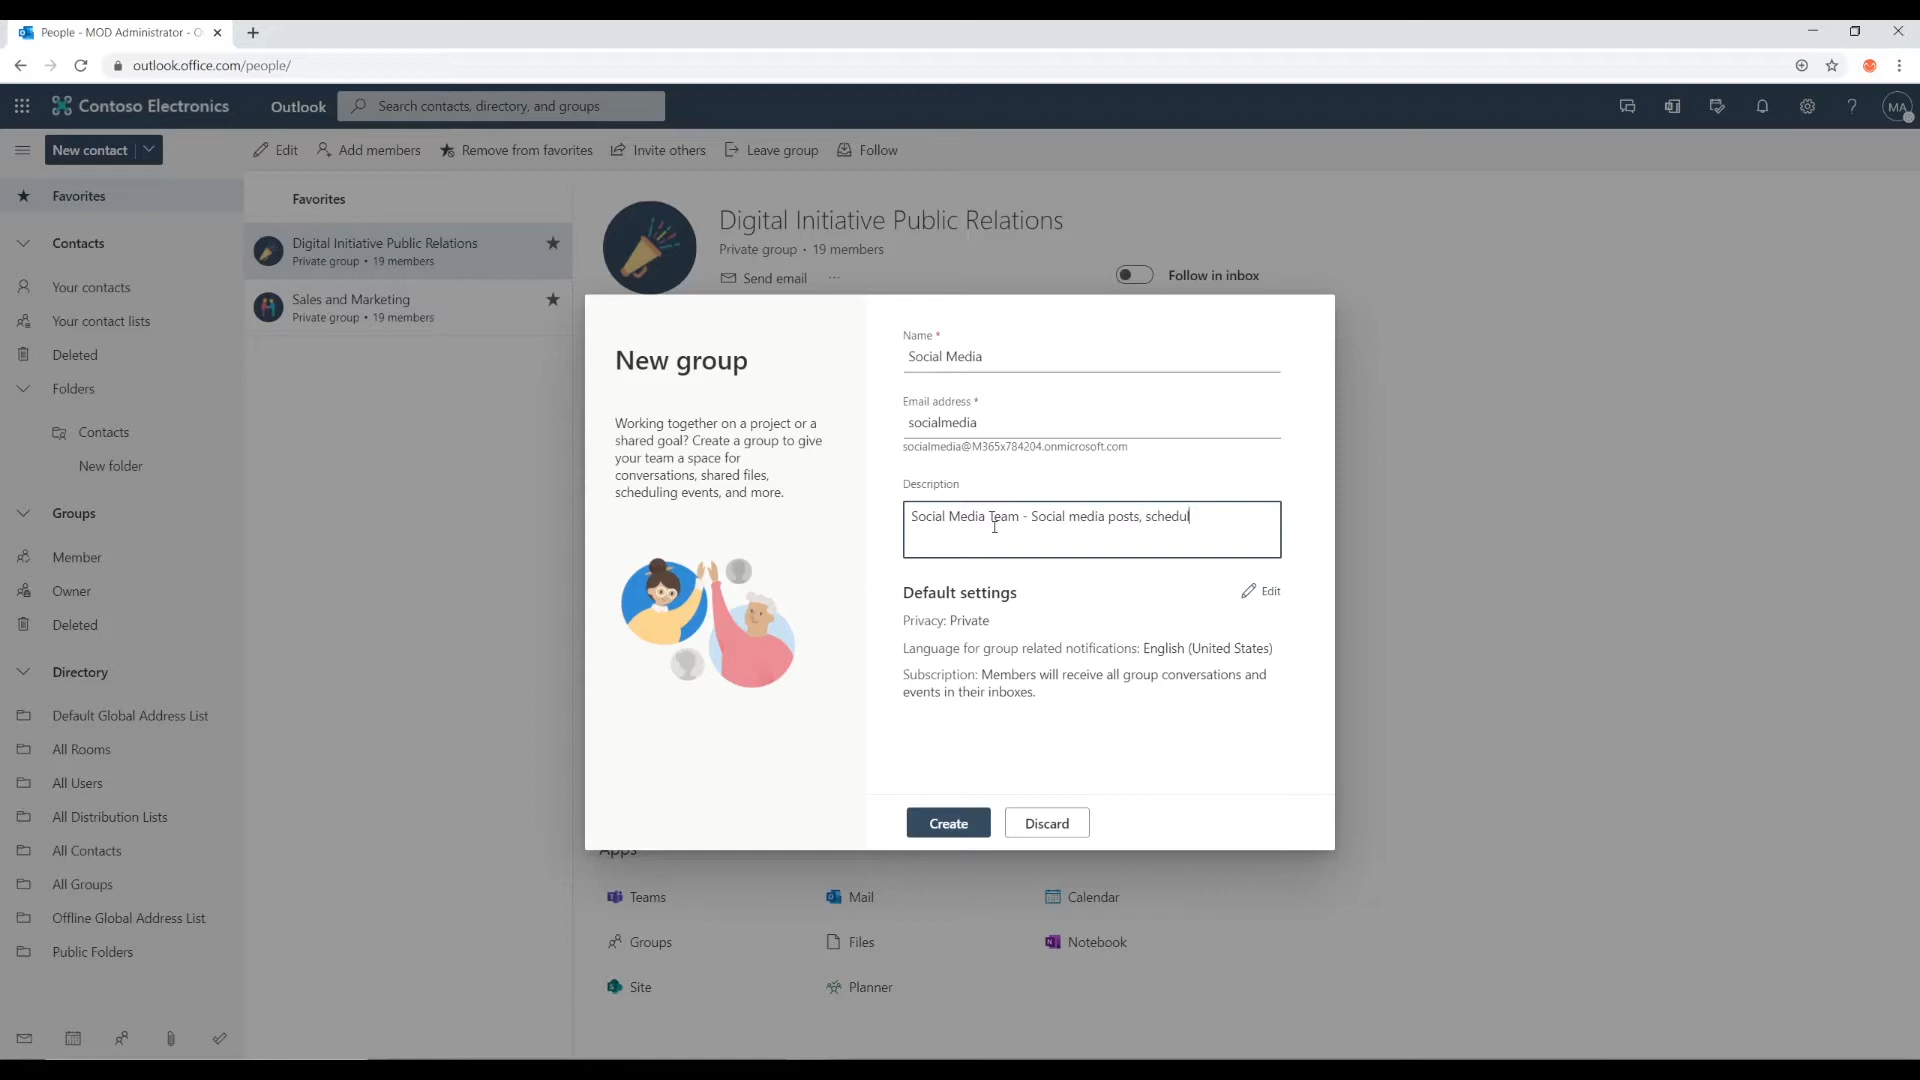 People - MOD Administrator - O
outlook.office.com/people/
Contoso Electronics
Outlook
Search contacts, directory, and groups
MA
New contact
Edit
Add members
Remove from favorites
Invite others
Leave group
Follow
Favorites
Contacts
Your contacts
Your contact lists
Deleted
Folders
Contacts
New folder
Groups
Member
Owner
Deleted
Directory
Default Global Address List
All Rooms
All Users
All Distribution Lists
All Contacts
All Groups
Offline Global Address List
Public Folders
Favorites
Digital Initiative Public Relations
Private group • 19 members
Sales and Marketing
Private group • 19 members
Digital Initiative Public Relations
Private group • 19 members
Send email
Follow in inbox
New group
Working together on a project or a
shared goal? Create a group to give
your team a space for
conversations, shared files,
scheduling events, and more.
Name *
Social Media
Email address *
socialmedia
socialmedia@M365x784204.onmicrosoft.com
Description
Social Media Team - Social media posts, schedul
Default settings
Edit
Privacy: Private
Language for group related notifications: English (United States)
Subscription: Members will receive all group conversations and
events in their inboxes.
Create
Discard
Apps
Teams
Mail
Calendar
Groups
Files
Notebook
Site
Planner